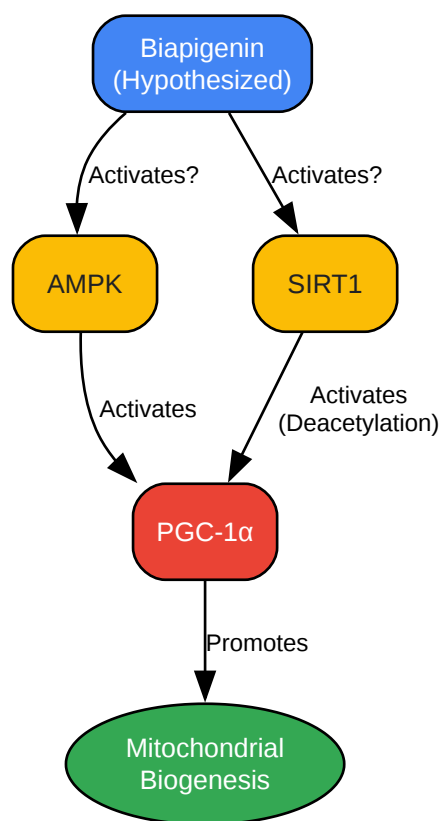 Biapigenin
(Hypothesized)
Activates?
Activates?
AMPK
SIRT1
Activates
Activates
(Deacetylation)
PGC-1α
Promotes
Mitochondrial
Biogenesis